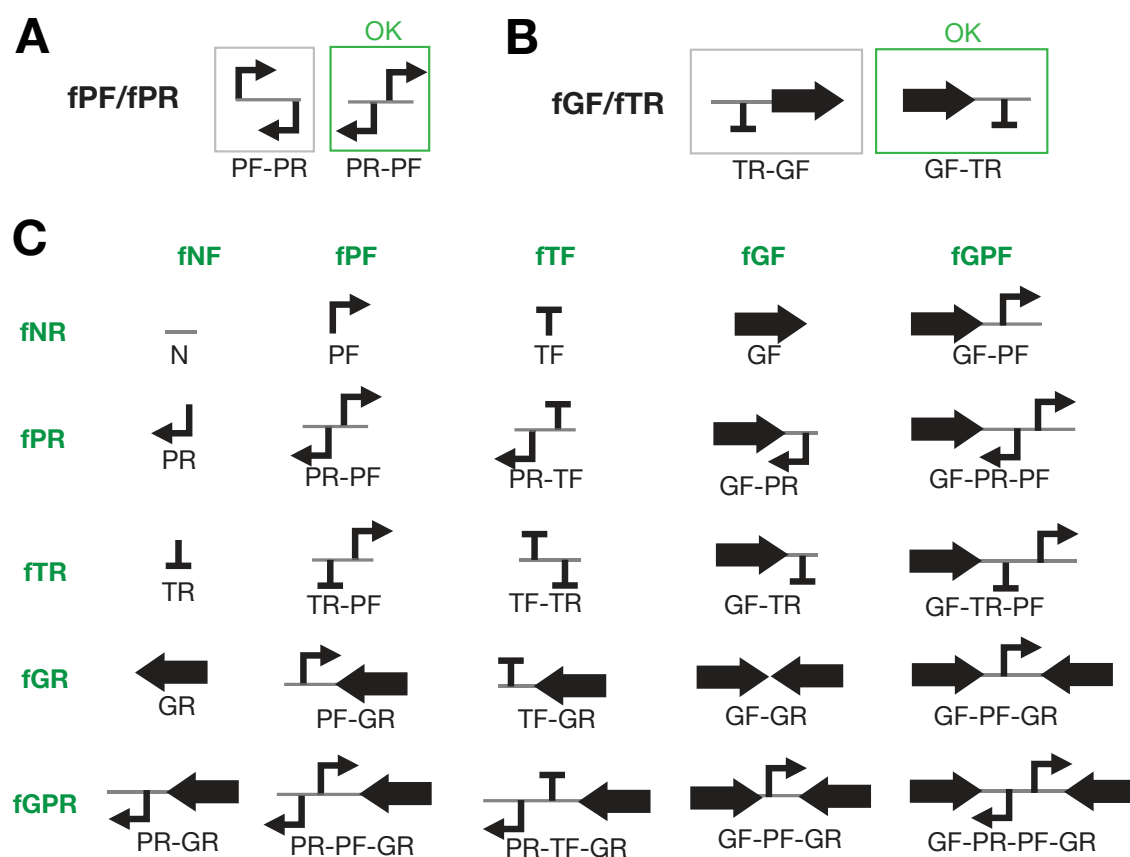 A
OK
fPF/fPR
PF-PR
PR-PF
B
OK
fGF/fTR
TR-GF
GF-TR
C
fNF fPF fTF fGF fGPF
fNR
N PF TF GF GF-PF
fPR
PR PR-PF PR-TF GF-PR GF-PR-PF
fTR
TR TR-PF TF-TR GF-TR GF-TR-PF
fGR
GR PF-GR TF-GR GF-GR GF-PF-GR
fGPR
PR-GR PR-PF-GR PR-TF-GR GF-PF-GR GF-PR-PF-GR